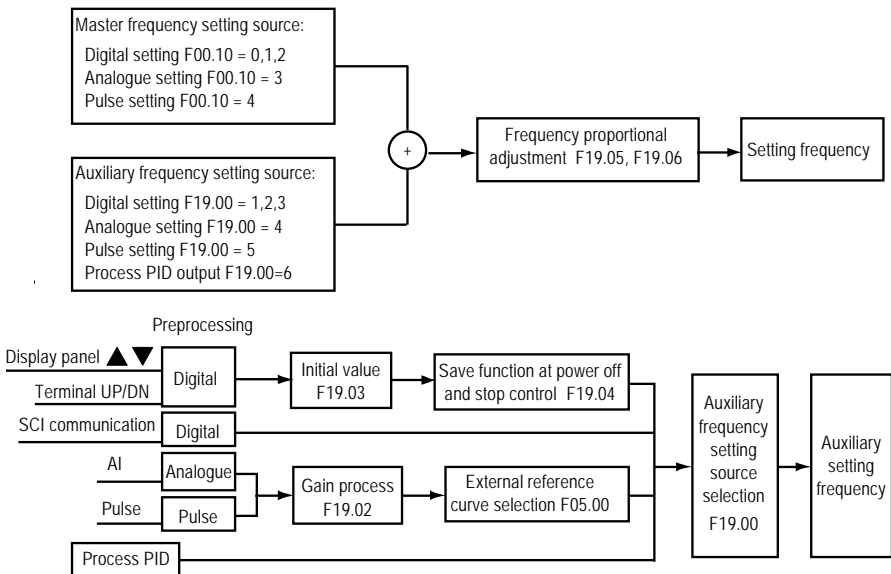 Master frequency setting source:
Digital setting F00.10 = 0,1,2
Analogue setting F00.10 = 3
Pulse setting F00.10 = 4
+
Frequency proportional
adjustment F19.05, F19.06
Setting frequency
Auxiliary frequency setting source:
Digital setting F19.00 = 1,2,3
Analogue setting F19.00 = 4
Pulse setting F19.00 = 5
Process PID output F19.00=6
Preprocessing
Display panel ▲ ▼
Terminal UP/DN
Digital
Initial value
F19.03
Save function at power off
and stop control F19.04
SCI communication
Digital
AI
Analogue
Pulse
Pulse
Gain process
F19.02
External reference
curve selection F05.00
Process PID
Auxiliary
frequency
setting
source
selection
F19.00
Auxiliary
setting
frequency